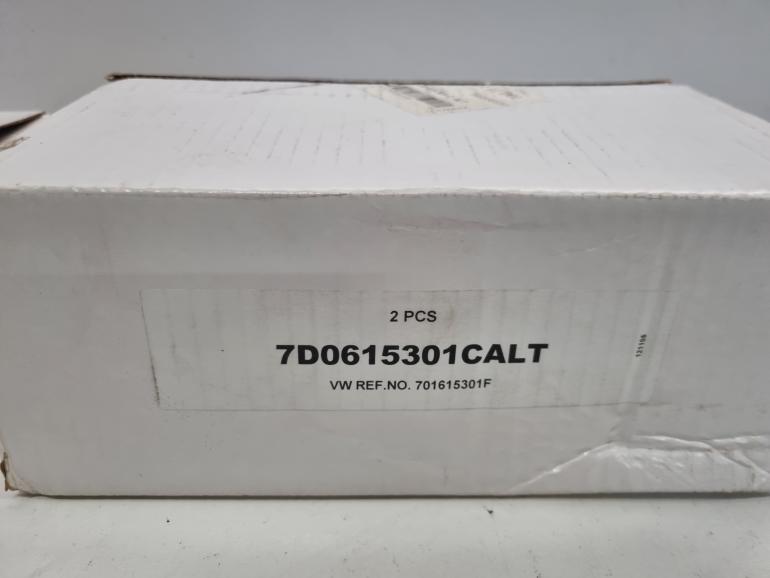 2 PCS
7D0615301CALT
VW REF.NO. 701615301F
121108